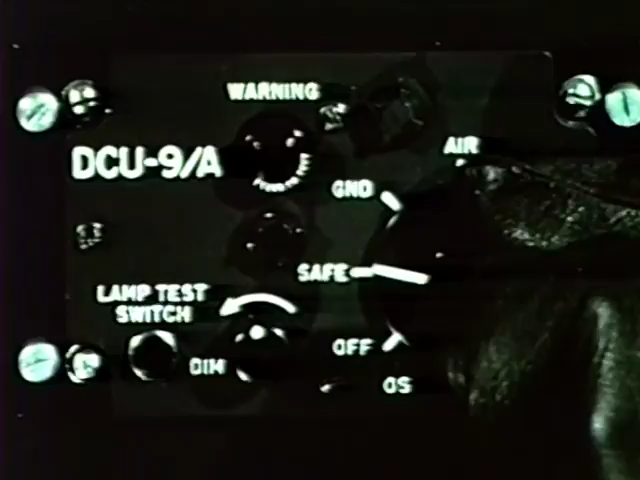 WARNING
DCU-9/A
AIR
GND
SAFE
LAMP TEST
SWITCH
DIM
OFF
OS